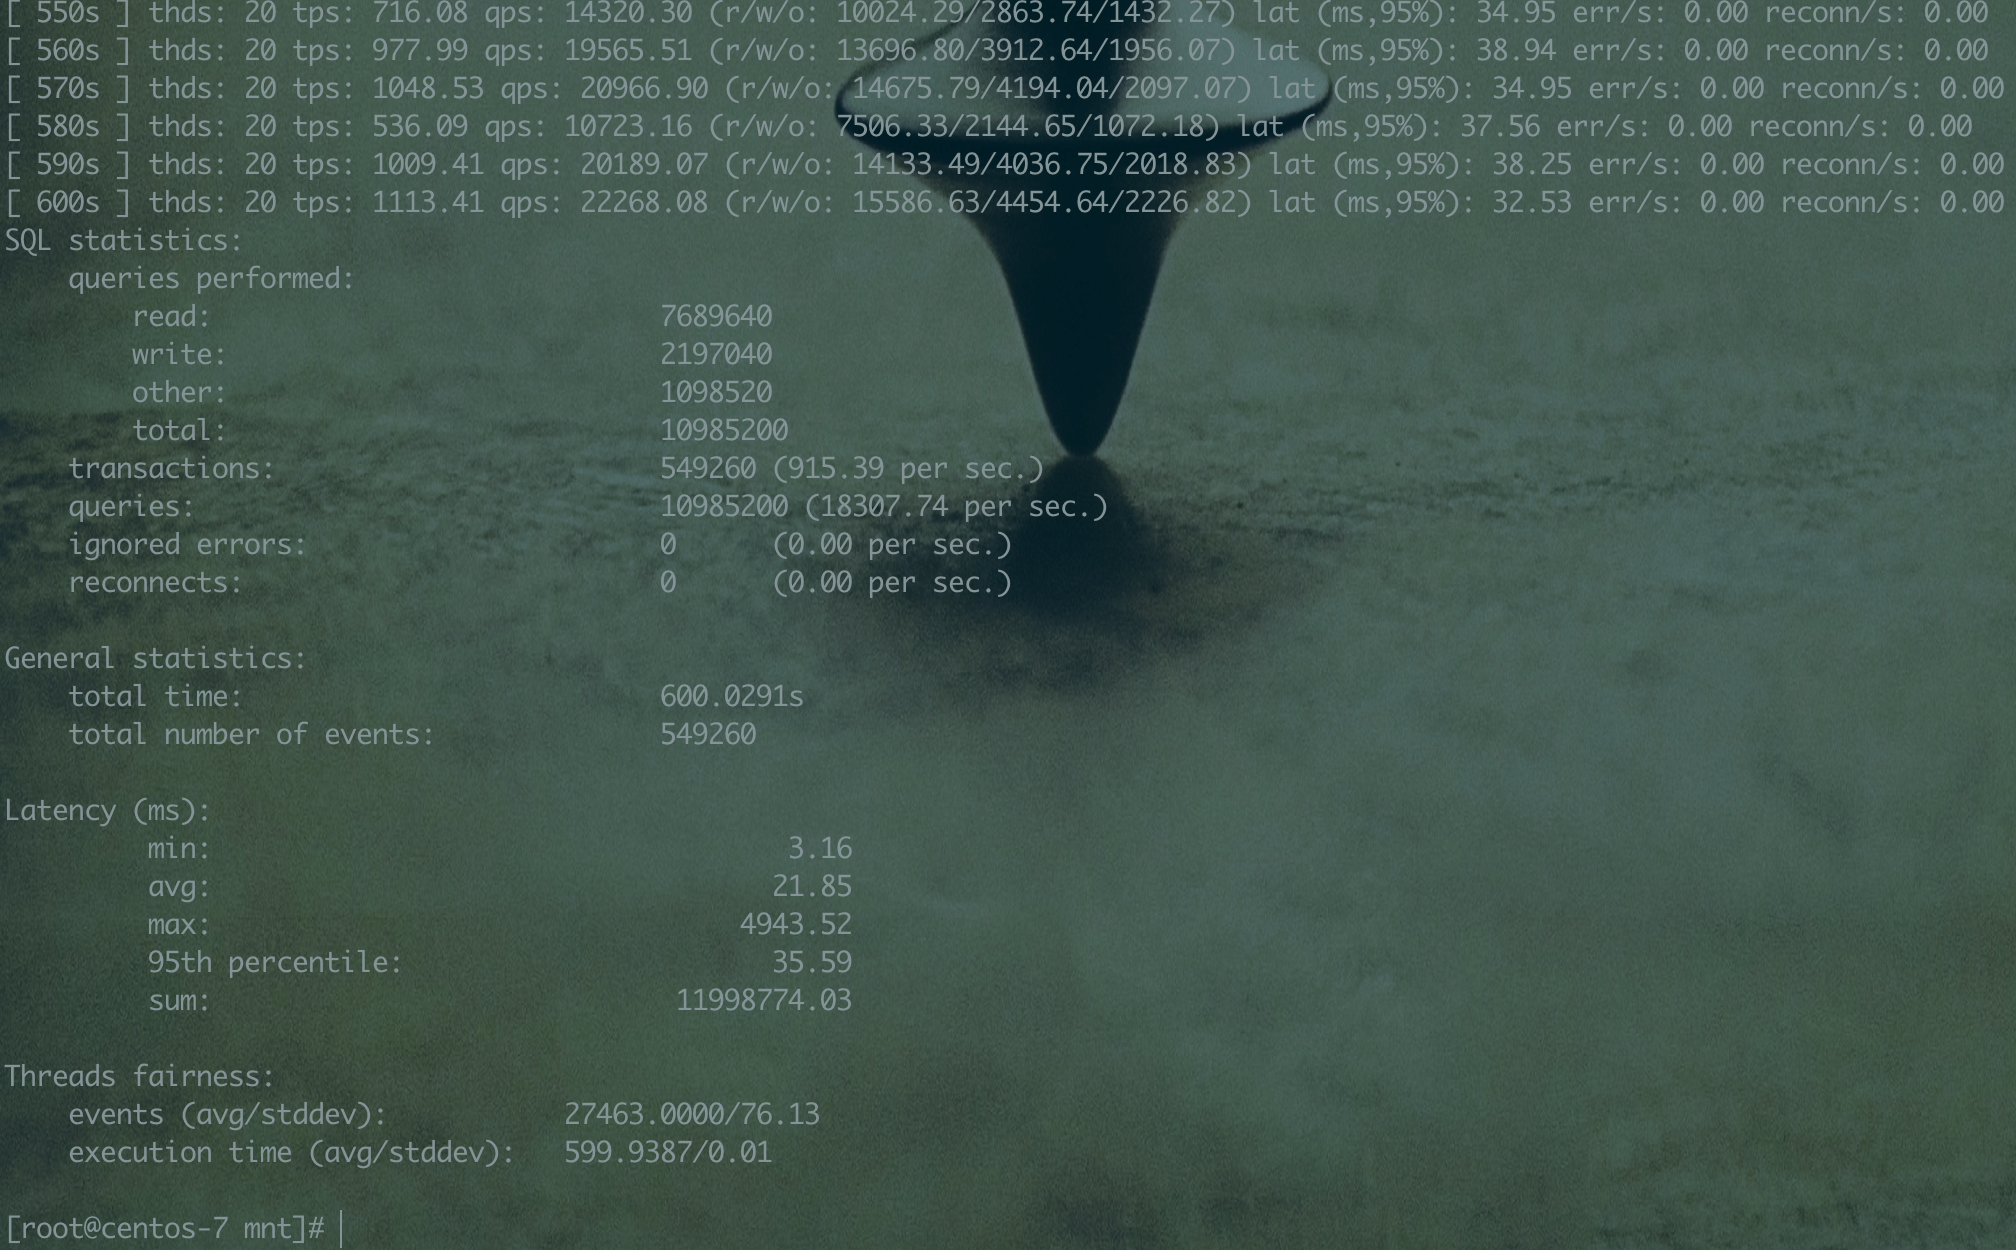 [ 550s ] thds: 20 tps: 716.08 qps: 14320.30 (r/w/o: 10024.29/2863.74/1432.27) lat (ms,95%): 34.95 err/s: 0.00 reconn/s: 0.00
[ 560s ] thds: 20 tps: 977.99 qps: 19565.51 (r/w/o: 13696.80/3912.64/1956.07) lat (ms,95%): 38.94 err/s: 0.00 reconn/s: 0.00
[ 570s ] thds: 20 tps: 1048.53 qps: 20966.90 (r/w/o: 14675.79/4194.04/2097.07) lat (ms,95%): 34.95 err/s: 0.00 reconn/s: 0.00
[ 580s ] thds: 20 tps: 536.09 qps: 10723.16 (r/w/o: 7506.33/2144.65/1072.18) lat (ms,95%): 37.56 err/s: 0.00 reconn/s: 0.00
[ 590s ] thds: 20 tps: 1009.41 qps: 20189.07 (r/w/o: 14133.49/4036.75/2018.83) lat (ms,95%): 38.25 err/s: 0.00 reconn/s: 0.00
[ 600s ] thds: 20 tps: 1113.41 qps: 22268.08 (r/w/o: 15586.63/4454.64/2226.82) lat (ms,95%): 32.53 err/s: 0.00 reconn/s: 0.00
SQL statistics:
queries performed:
read: 7689640
write: 2197040
other: 1098520
total: 10985200
transactions: 549260 (915.39 per sec.)
queries: 10985200 (18307.74 per sec.)
ignored errors: 0 (0.00 per sec.)
reconnects: 0 (0.00 per sec.)
General statistics:
total time: 600.0291s
total number of events: 549260
Latency (ms):
min: 3.16
avg: 21.85
max: 4943.52
95th percentile: 35.59
sum: 11998774.03
Threads fairness:
events (avg/stddev): 27463.0000/76.13
execution time (avg/stddev): 599.9387/0.01
[root@centos-7 mnt]#